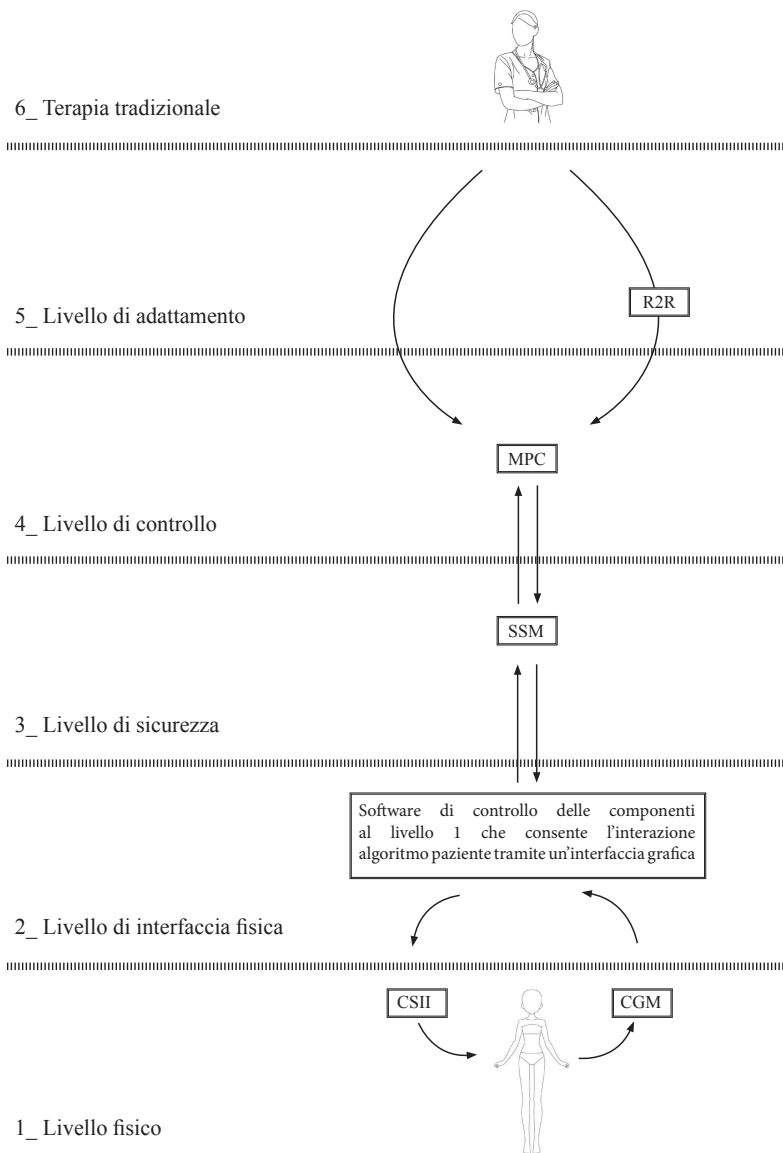 6_ Terapia tradizionale
5_ Livello di adattamento
R2R
MPC
4_ Livello di controllo
SSM
3_ Livello di sicurezza
Software di controllo delle componenti
al livello 1 che consente l'interazione
algoritmo paziente tramite un'interfaccia grafica
2_ Livello di interfaccia fisica
CSII
CGM
1_ Livello fisico